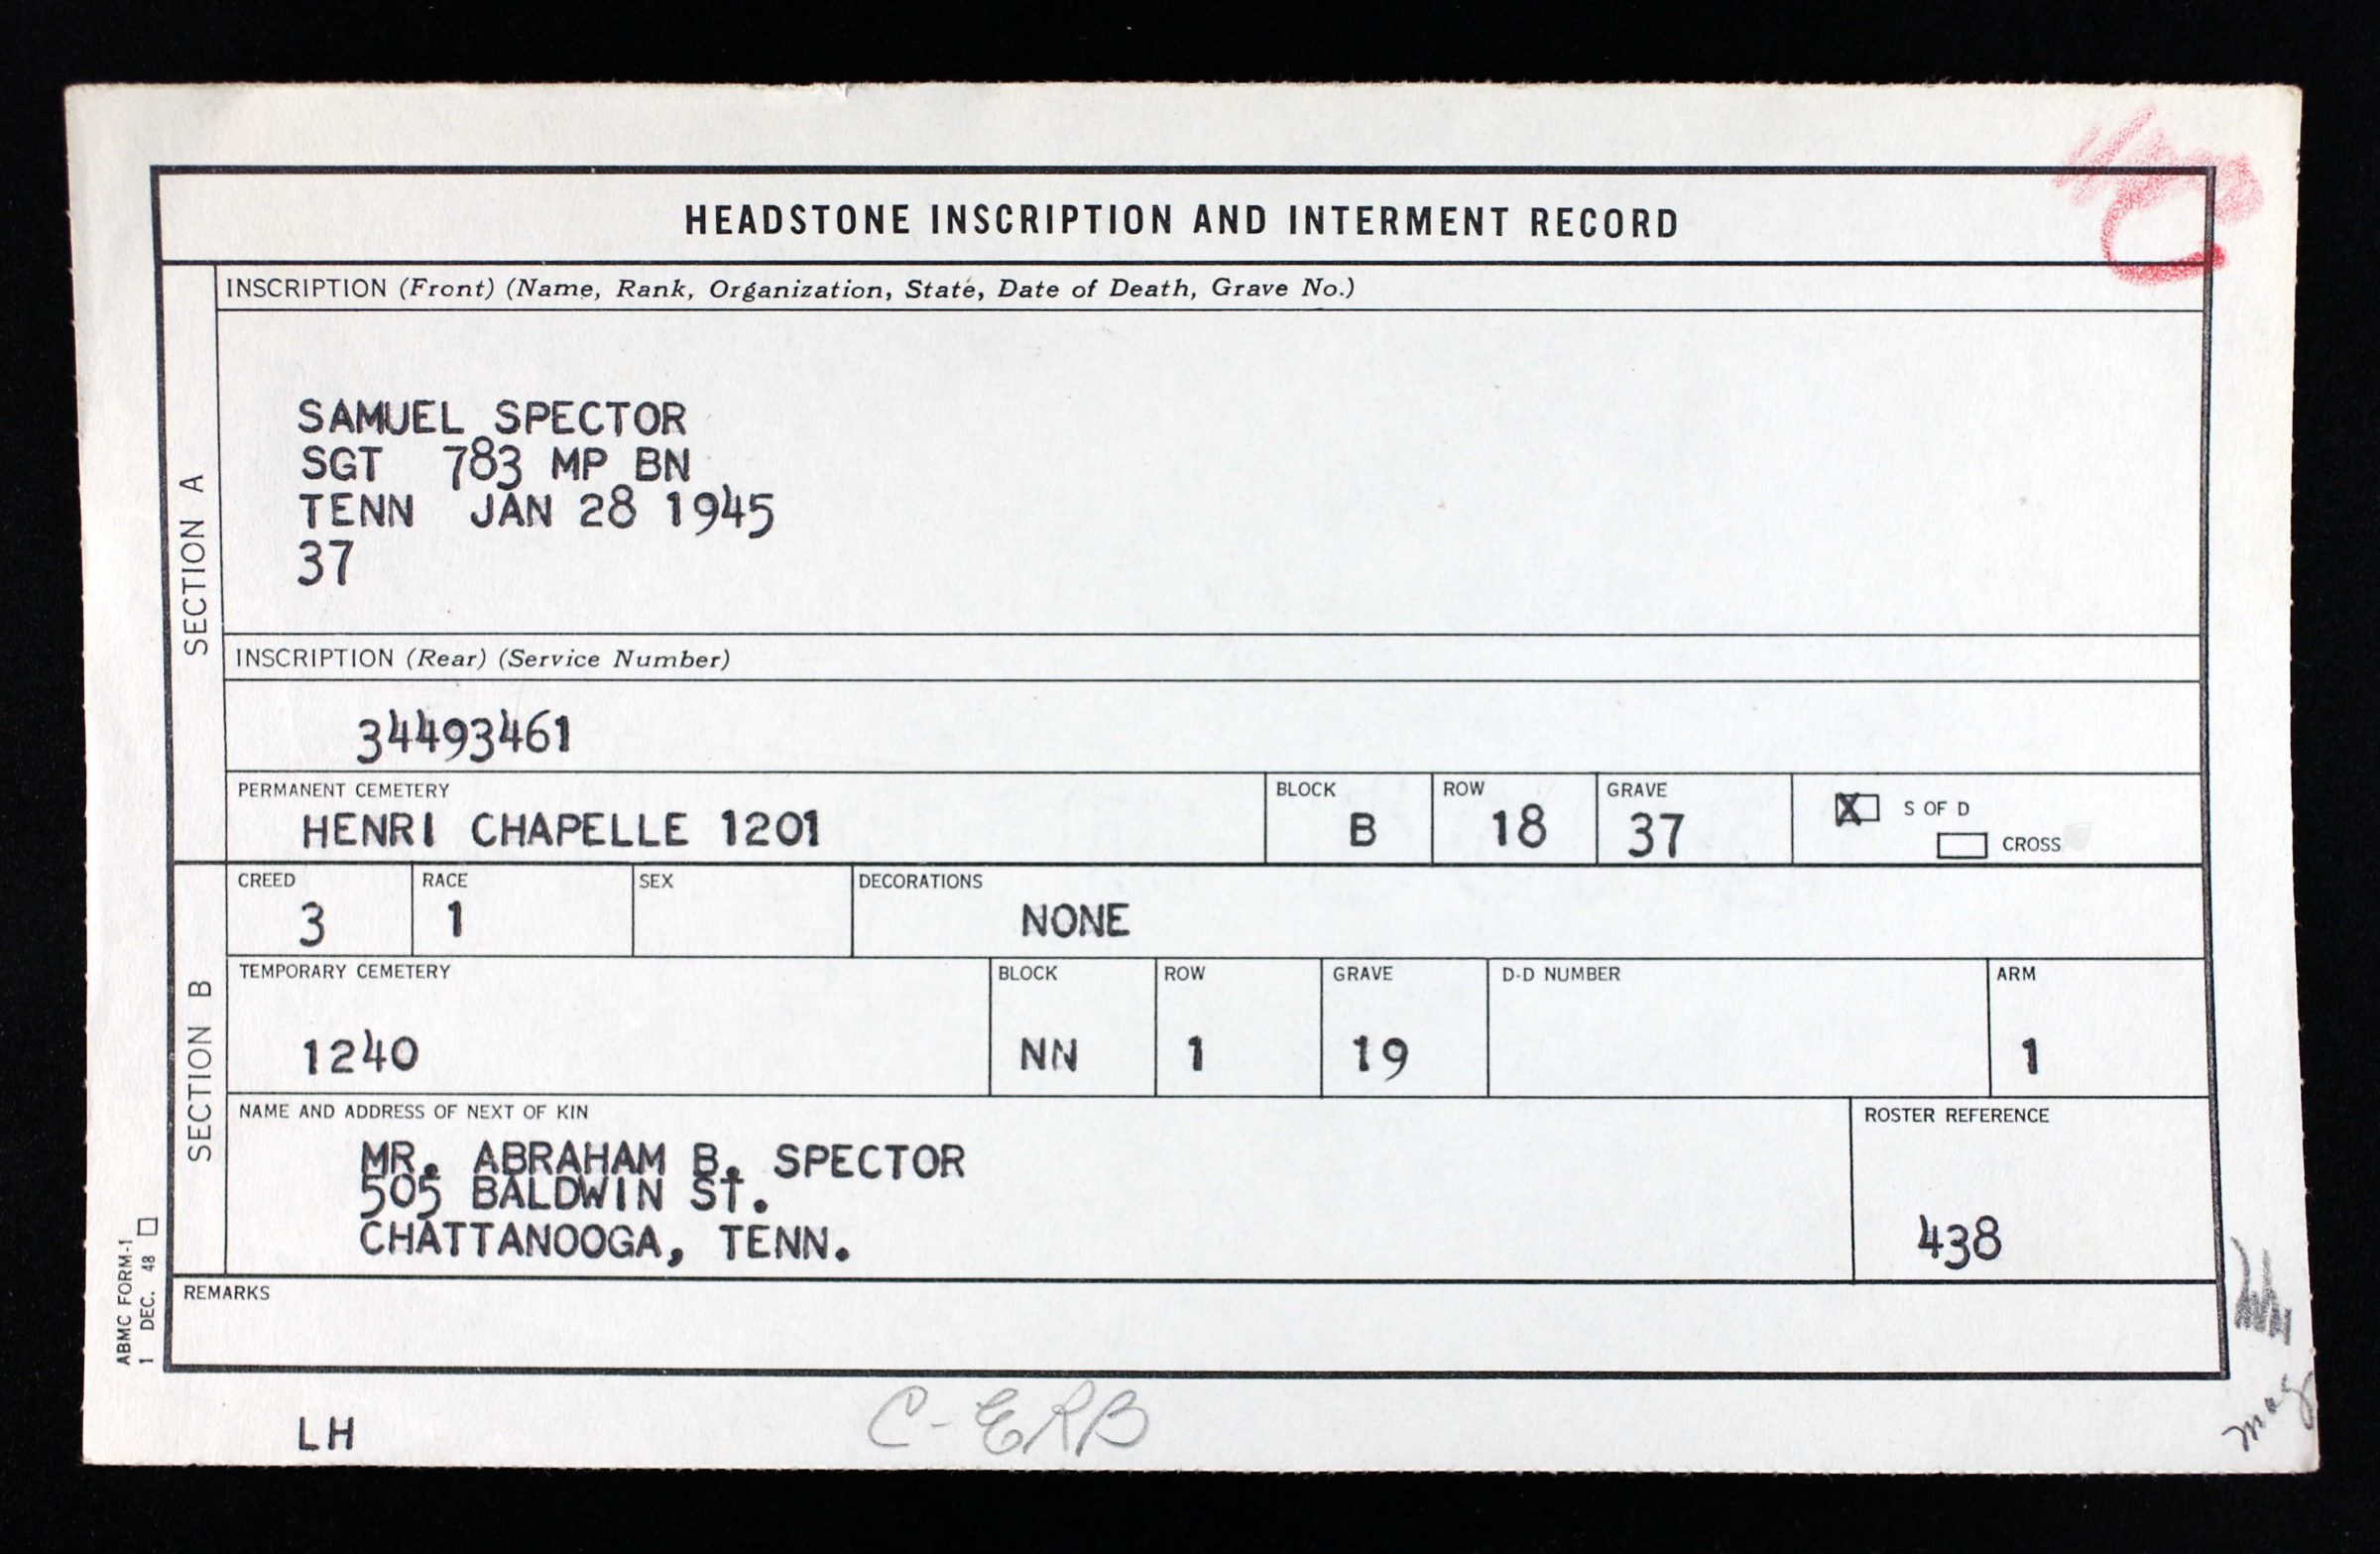 HEADSTONE INSCRIPTION AND INTERMENT RECORD
SECTION A
INSCRIPTION (Front) (Name, Rank, Organization, State, Date of Death, Grave No.)
SAMUEL SPECTOR
SGT 783 MP BN
TENN JAN 28 1945
37
INSCRIPTION (Rear) (Service Number)
34493461
PERMANENT CEMETERY BLOCK ROW GRAVE
HENRI CHAPELLE 1201 B 18 37
X S OF D
CROSS
SECTION B
CREED RACE SEX DECORATIONS
3 1 NONE
TEMPORARY CEMETERY BLOCK ROW GRAVE D-D NUMBER ARM
1240 NN 1 19 1
NAME AND ADDRESS OF NEXT OF KIN ROSTER REFERENCE
MR. ABRAHAM B. SPECTOR
505 BALDWIN ST.
CHATTANOOGA, TENN. 438
REMARKS
ABMC FORM-1
1 DEC. 48
LH C-ERB